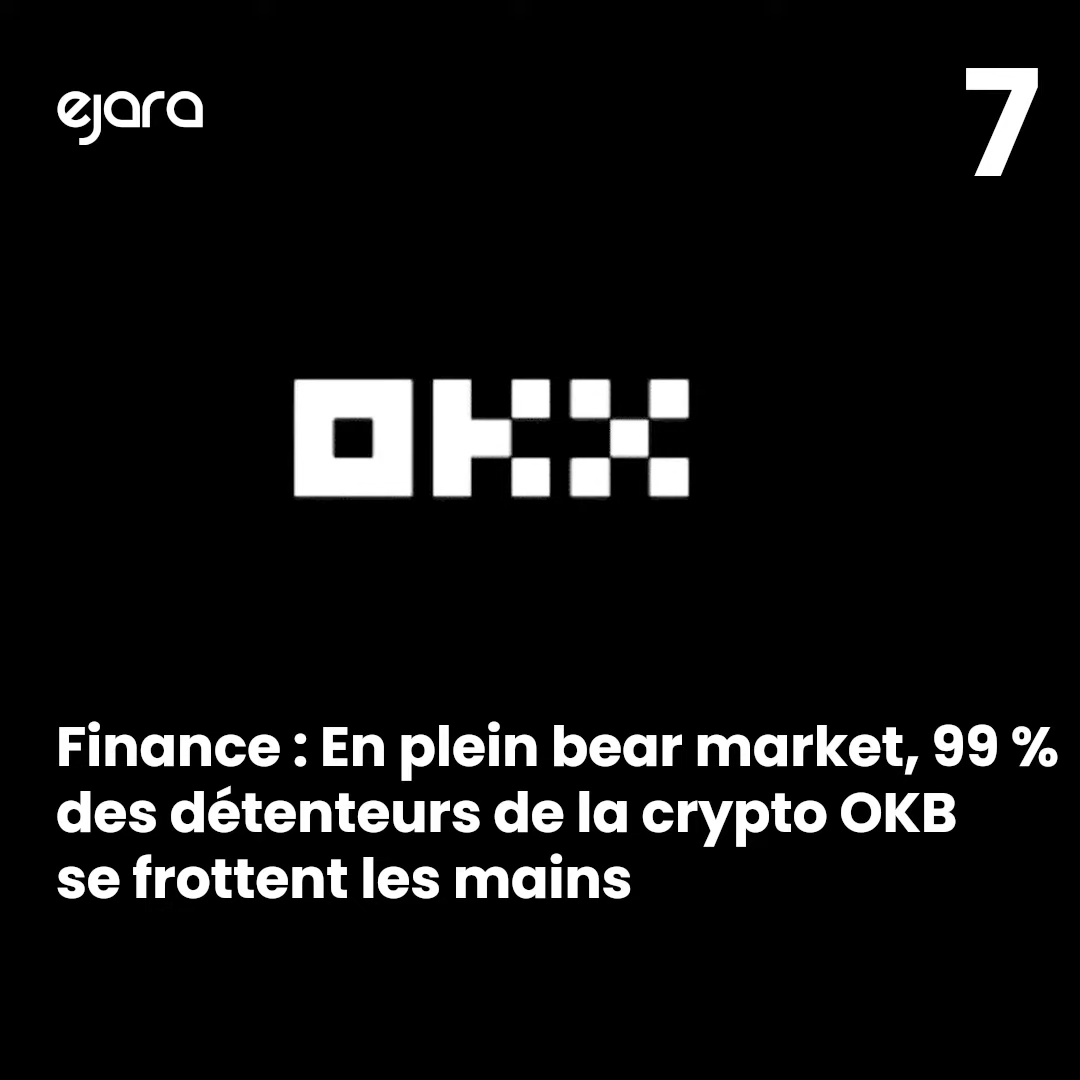 ejara
7
OKX
Finance : En plein bear market, 99 %
des détenteurs de la crypto OKB
se frottent les mains